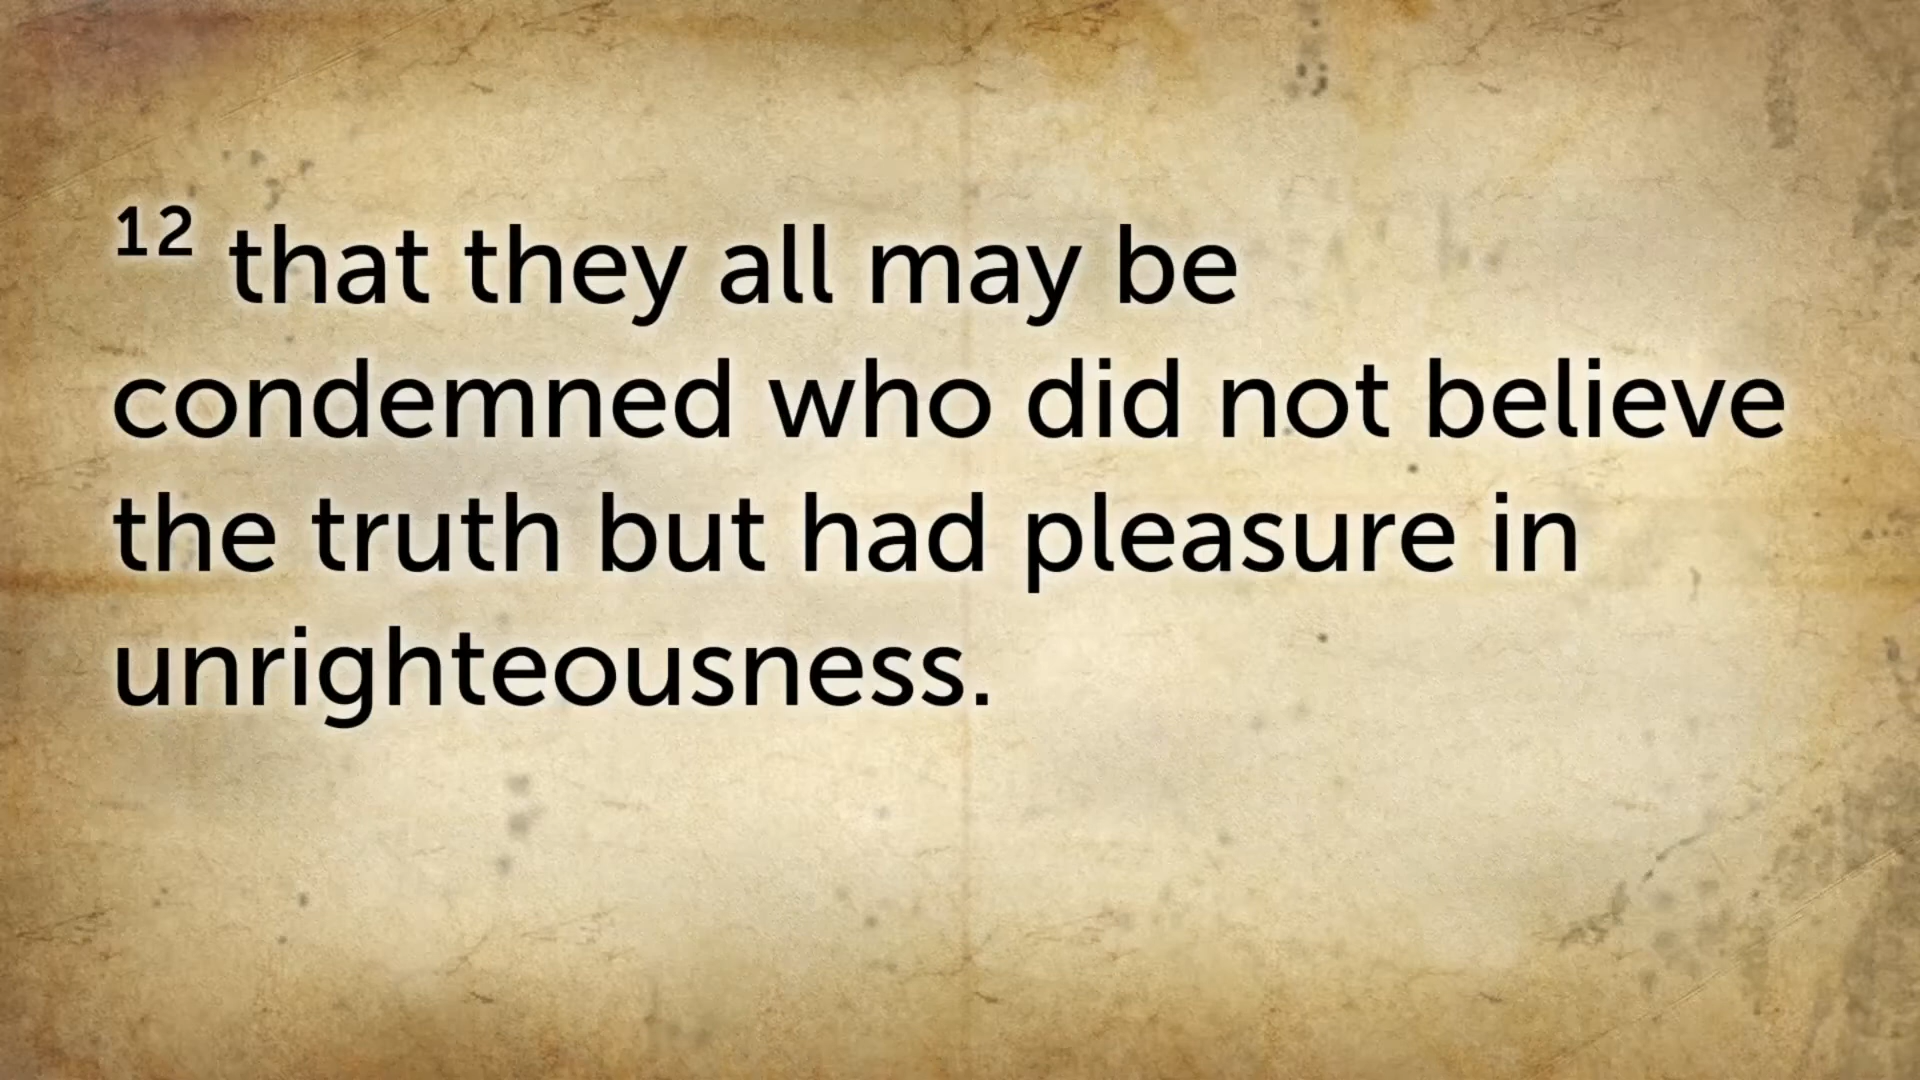 12 that they all may be
condemned who did not believe
the truth but had pleasure in
unrighteousness.